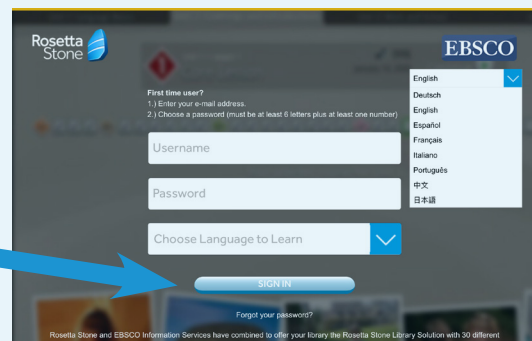 Rosetta
Stone
EBSCO
English
Deutsch
English
Español
Français
Italiano
Português
中文
日本語
First time user?
1.) Enter your e-mail address.
2.) Choose a password (must be at least 6 letters plus at least one number)
Username
Password
Choose Language to Learn
SIGN IN
Forgot your password?
Rosetta Stone and EBSCO Information Services have combined to offer your library the Rosetta Stone Library Solution with 30 different